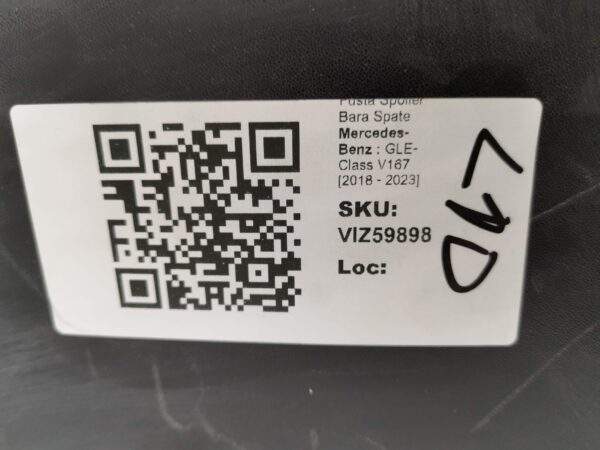 Fusta Spoiler
Bara Spate
Mercedes-
Benz : GLE-
Class V167
[2018 - 2023]
SKU:
VIZ59898
Loc: